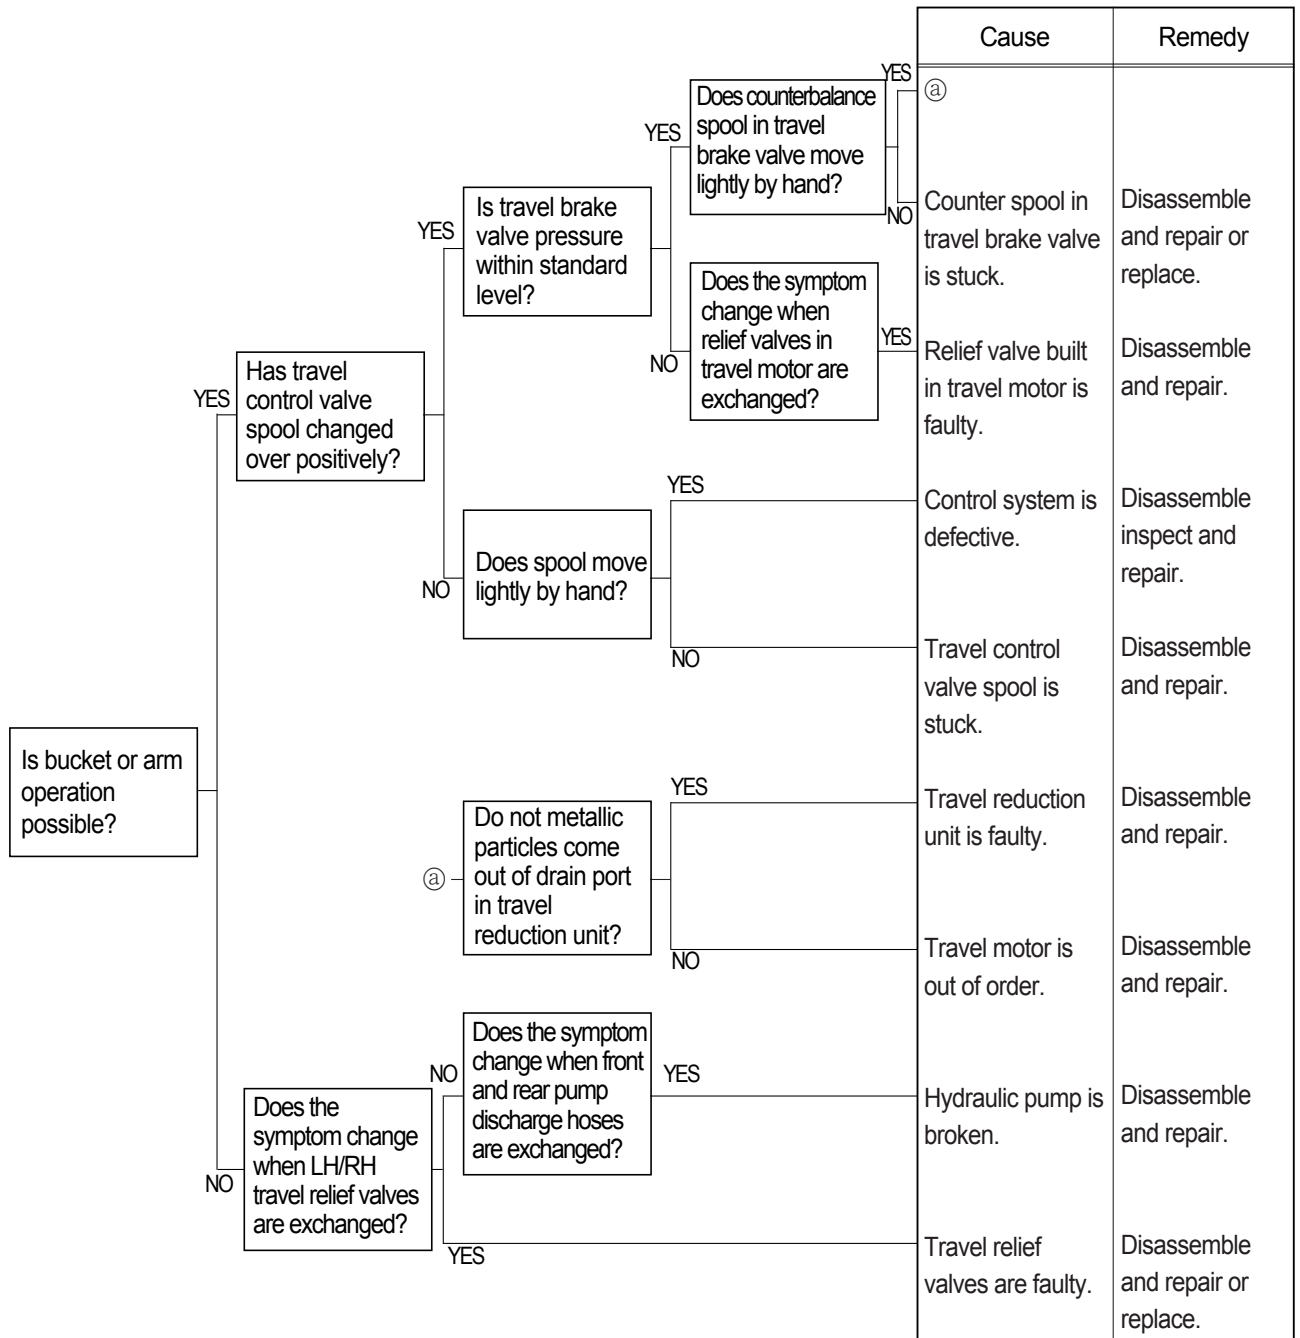 Cause
Remedy
YES
ⓐ
Does counterbalance
spool in travel
brake valve move
lightly by hand?
YES
NO
Counter spool in
travel brake valve
is stuck.
Disassemble
and repair or
replace.
Is travel brake
valve pressure
within standard
level?
YES
Does the symptom
change when
relief valves in
travel motor are
exchanged?
NO
YES
Relief valve built
in travel motor is
faulty.
Disassemble
and repair.
Has travel
control valve
spool changed
over positively?
YES
YES
Control system is
defective.
Disassemble
inspect and
repair.
Does spool move
lightly by hand?
NO
NO
Travel control
valve spool is
stuck.
Disassemble
and repair.
Is bucket or arm
operation
possible?
YES
Travel reduction
unit is faulty.
Disassemble
and repair.
ⓐ
Do not metallic
particles come
out of drain port
in travel
reduction unit?
NO
Travel motor is
out of order.
Disassemble
and repair.
Does the symptom
change when front
and rear pump
discharge hoses
are exchanged?
NO
YES
Hydraulic pump is
broken.
Disassemble
and repair.
Does the
symptom change
when LH/RH
travel relief valves
are exchanged?
NO
YES
Travel relief
valves are faulty.
Disassemble
and repair or
replace.